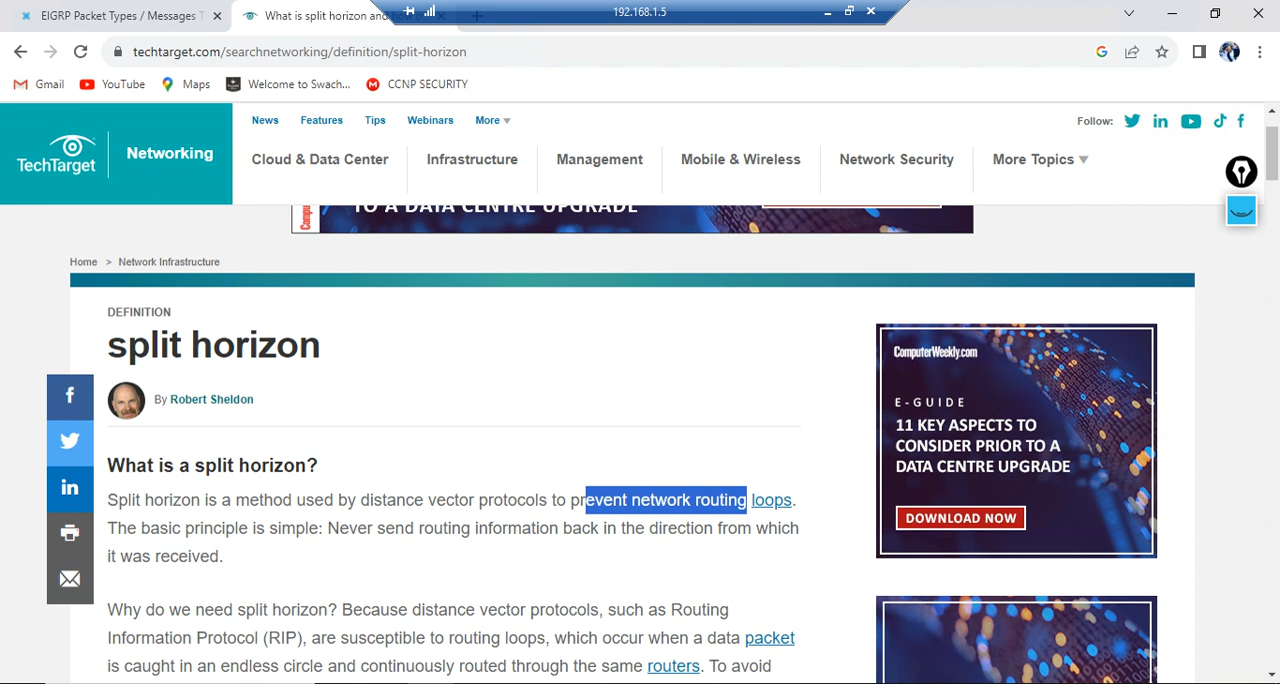 192.168.1.5
EIGRP Packet Types / Messages T
What is split horizon and
techtarget.com/searchnetworking/definition/split-horizon
Gmail YouTube Maps Welcome to Swach... CCNP SECURITY
TechTarget Networking
News Features Tips Webinars More
Follow:
Cloud & Data Center Infrastructure Management Mobile & Wireless Network Security More Topics
TO A DATA CENTRE UPGRADE
Home > Network Infrastructure
DEFINITION
split horizon
By Robert Sheldon
What is a split horizon?
Split horizon is a method used by distance vector protocols to prevent network routing loops.
The basic principle is simple: Never send routing information back in the direction from which
it was received.
Why do we need split horizon? Because distance vector protocols, such as Routing
Information Protocol (RIP), are susceptible to routing loops, which occur when a data packet
is caught in an endless circle and continuously routed through the same routers. To avoid
ComputerWeekly.com
E-GUIDE
11 KEY ASPECTS TO
CONSIDER PRIOR TO A
DATA CENTRE UPGRADE
DOWNLOAD NOW